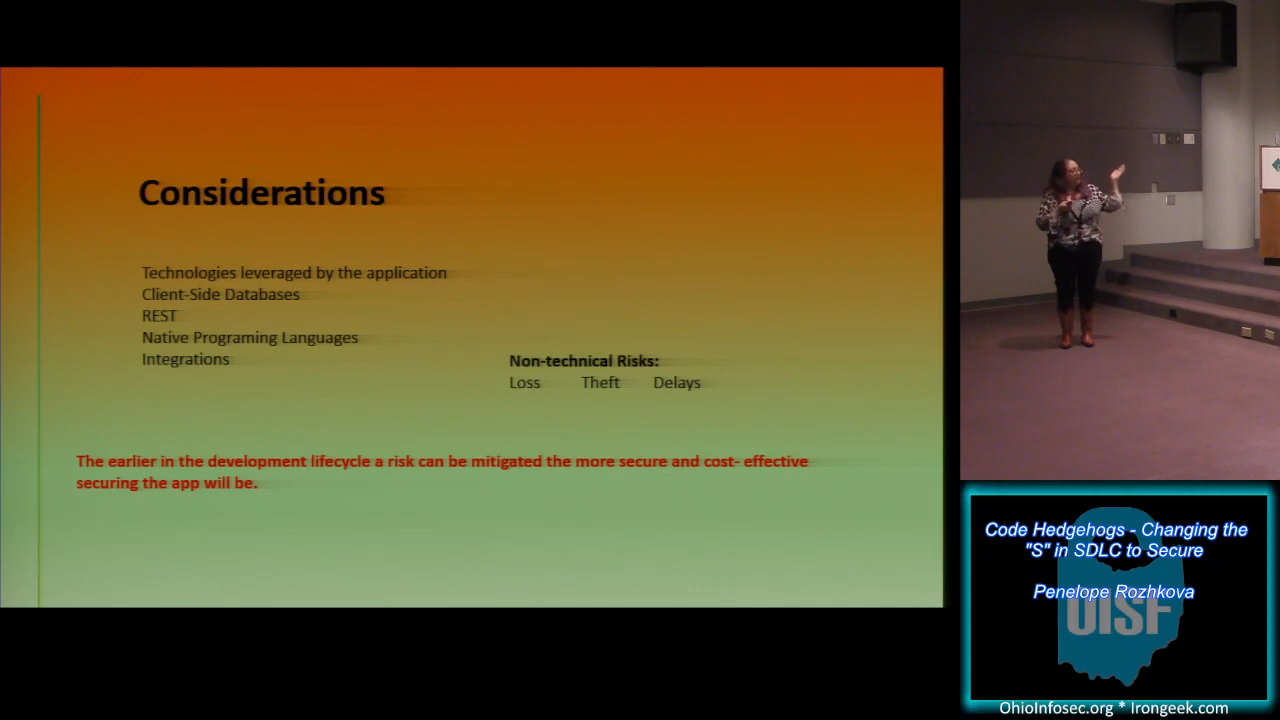 Considerations
Technologies leveraged by the application
Client-Side Databases
REST
Native Programing Languages
Integrations
Non-technical Risks:
Loss Theft Delays
The earlier in the development lifecycle a risk can be mitigated the more secure and cost- effective
securing the app will be.
Code Hedgehogs - Changing the
"S" in SDLC to Secure
Penelope Rozhkova
OISF
OhioInfosec.org * Irongeek.com